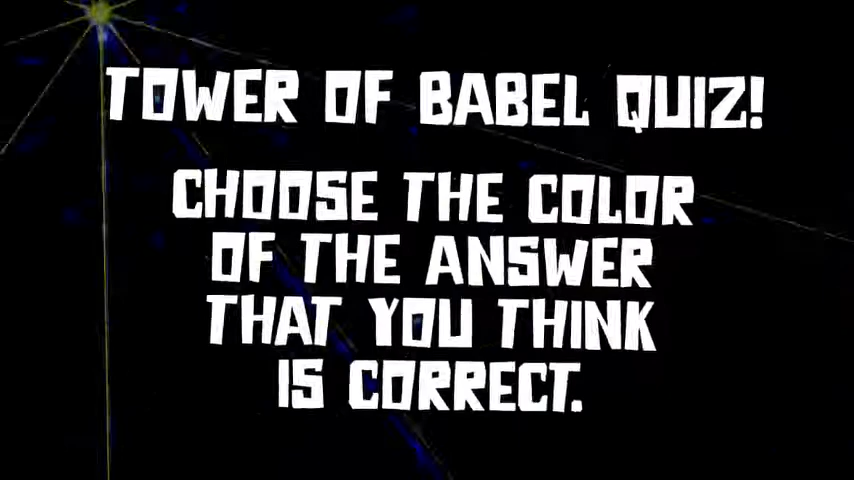 TOWER OF BABEL QUIZ!
CHOOSE THE COLOR
OF THE ANSWER
THAT YOU THINK
IS CORRECT.